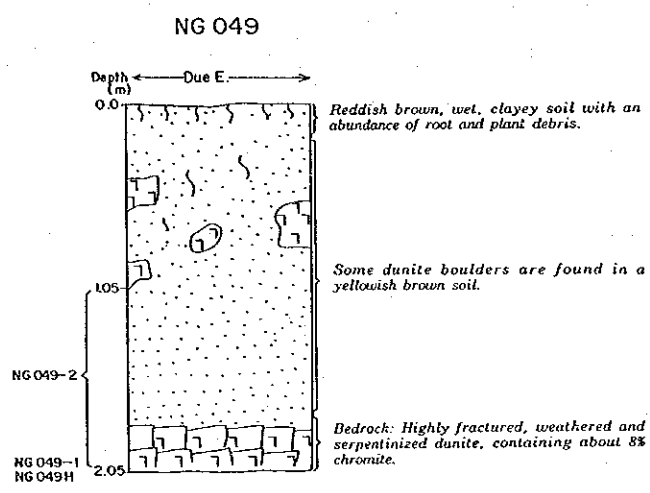 NG 049
Depth
(m)
Due E.
0.0
Reddish brown, wet, clayey soil with an
abundance of root and plant debris.
Some dunite boulders are found in a
yellowish brown soil.
1.05
NG 049-2
Bedrock: Highly fractured, weathered and
serpentinized dunite, containing about 8%
chromite.
NG 049-1
NG 049H
2.05